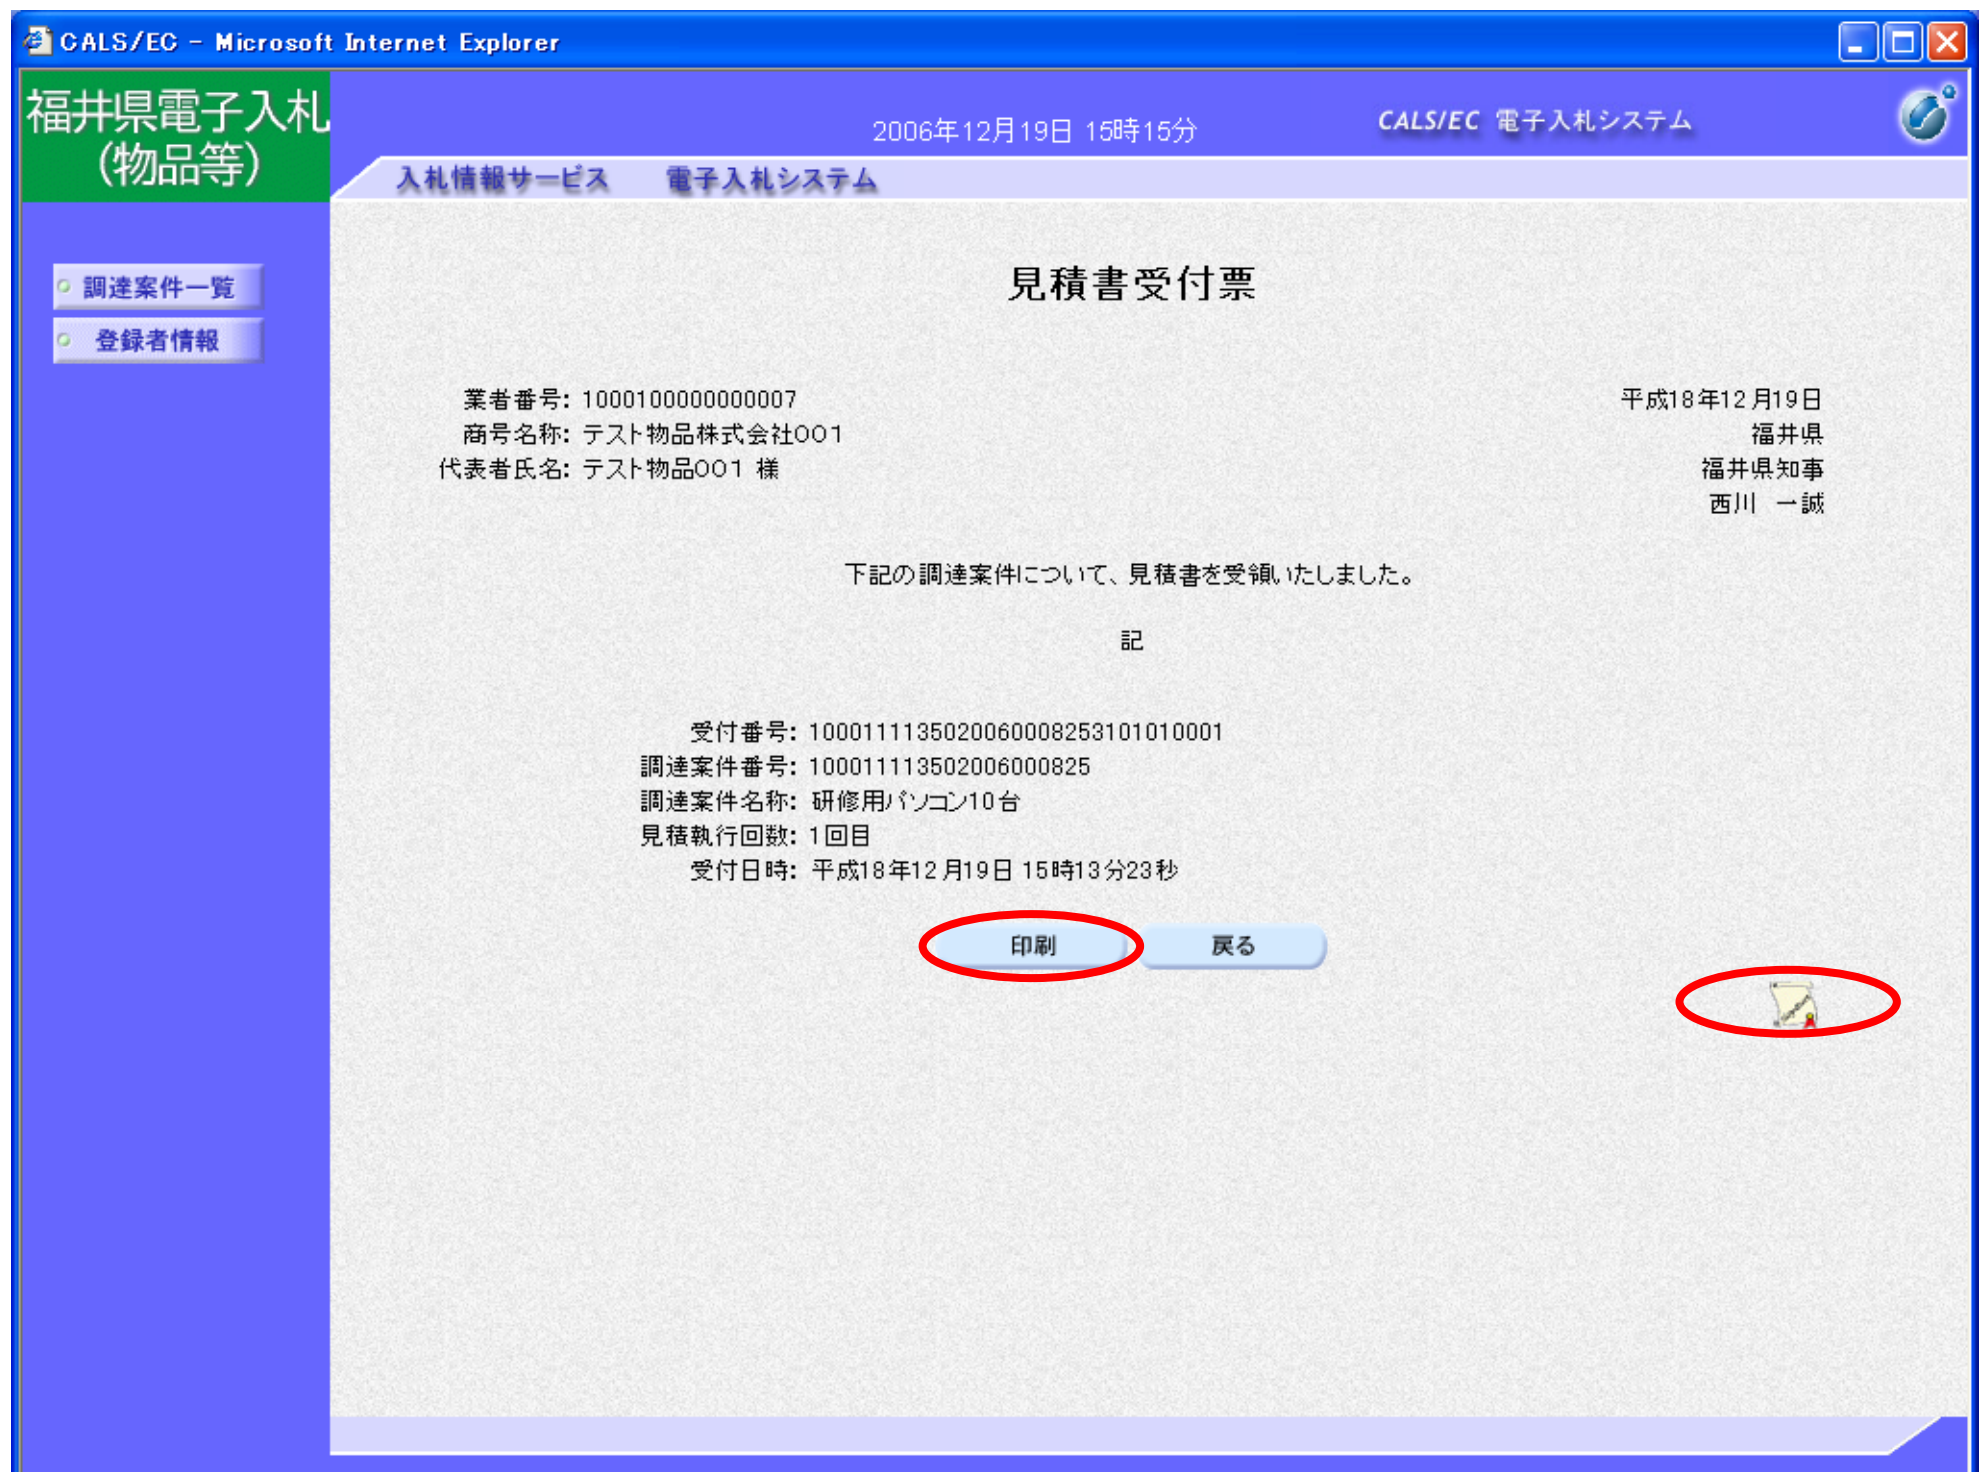 CALS/EC - Microsoft Internet Explorer
福井県電子入札
(物品等)
2006年12月19日 15時15分
CALS/EC 電子入札システム
入札情報サービス 電子入札システム
調達案件一覧
登録者情報
見積書受付票
業者番号: 1000100000000007
商号名称: テスト物品株式会社001
代表者氏名: テスト物品001 様
平成18年12月19日
福井県
福井県知事
西川 一誠
下記の調達案件について、見積書を受領いたしました。
記
受付番号: 1000111135020060008253101010001
調達案件番号: 100011113502006000825
調達案件名称: 研修用パソコン10台
見積執行回数: 1回目
受付日時: 平成18年12月19日 15時13分23秒
印刷 戻る